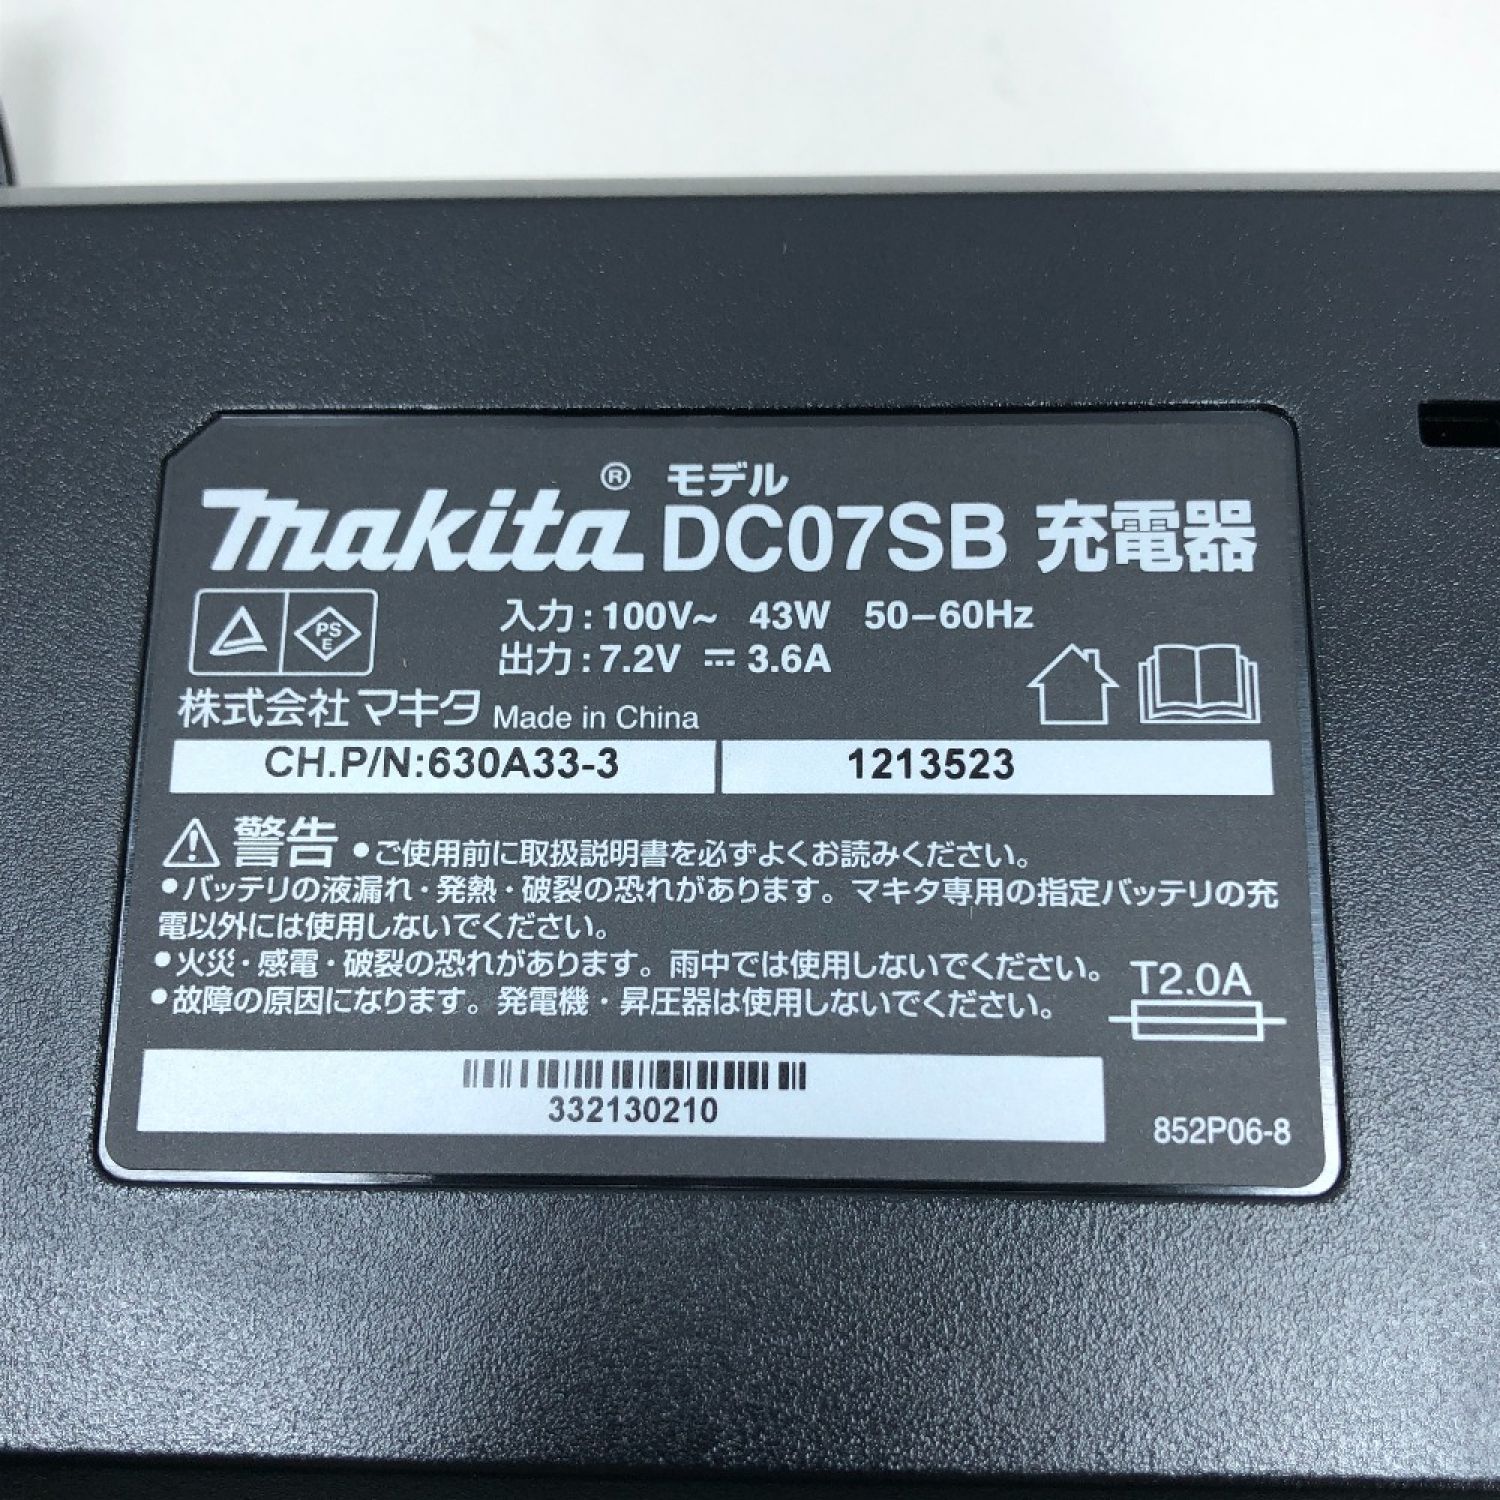 makita® モデル
DC07SB 充電器
PS
E
入力:100V~ 43W 50–60Hz
出力:7.2V ⎓ 3.6A
株式会社マキタ Made in China
CH.P/N:630A33-3 1213523
⚠警告 •ご使用前に取扱説明書を必ずよくお読みください。
•バッテリの液漏れ・発熱・破裂の恐れがあります。マキタ専用の指定バッテリの充
電以外には使用しないでください。
•火災・感電・破裂の恐れがあります。雨中では使用しないでください。
T2.0A
•故障の原因になります。発電機・昇圧器は使用しないでください。
332130210
852P06-8